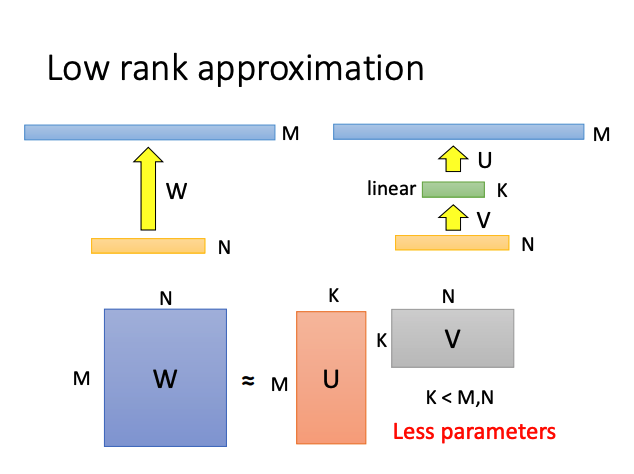 Low rank approximation
M
M
U
W
linear
K
V
N
N
N
K
N
K
V
M
W
≈
M
U
K < M,N
Less parameters